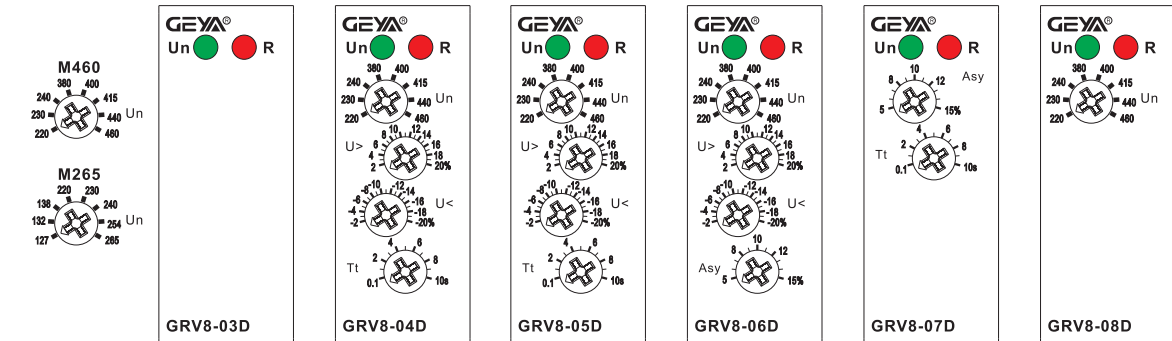 M460
380 400
240 415
230 440 Un
220 460
M265
220 230
138 240
132 254 Un
127 265
GEYA®
Un R
GRV8-03D
GEYA®
Un R
380 400
240 415
230 440 Un
220 460
10 12
8 14
U> 6 16
4 18
2 20%
-10 -12
-8 -14
-6 -16 U<
-4 -18
-2 -20%
4 6
Tt 2 8
0.1 10s
GRV8-04D
GEYA®
Un R
380 400
240 415
230 440 Un
220 460
10 12
8 14
U> 6 16
4 18
2 20%
-10 -12
-8 -14
-6 -16 U<
-4 -18
-2 -20%
4 6
Tt 2 8
0.1 10s
GRV8-05D
GEYA®
Un R
380 400
240 415
230 440 Un
220 460
10 12
8 14
U> 6 16
4 18
2 20%
-10 -12
-8 -14
-6 -16 U<
-4 -18
-2 -20%
10
8 12
Asy 5 15%
GRV8-06D
GEYA®
Un R
10
8 12 Asy
5 15%
4 6
Tt 2 8
0.1 10s
GRV8-07D
GEYA®
Un R
380 400
240 415
230 440 Un
220 460
GRV8-08D